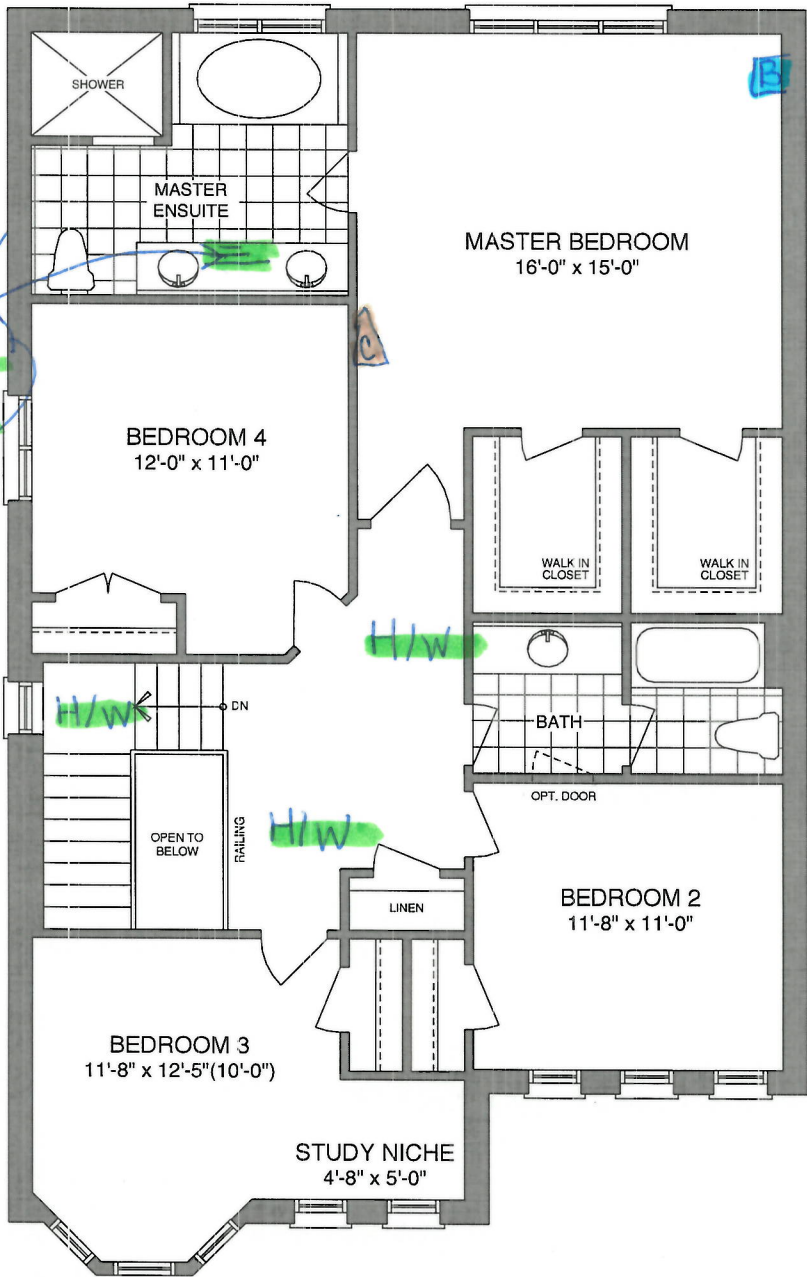 SHOWER
B
MASTER
ENSUITE
MASTER BEDROOM
16'-0" x 15'-0"
C
BEDROOM 4
12'-0" x 11'-0"
WALK IN
CLOSET
WALK IN
CLOSET
H/W
H/W
DN
BATH
OPT. DOOR
OPEN TO
BELOW
RAILING
H/W
LINEN
BEDROOM 2
11'-8" x 11'-0"
BEDROOM 3
11'-8" x 12'-5"(10'-0")
STUDY NICHE
4'-8" x 5'-0"